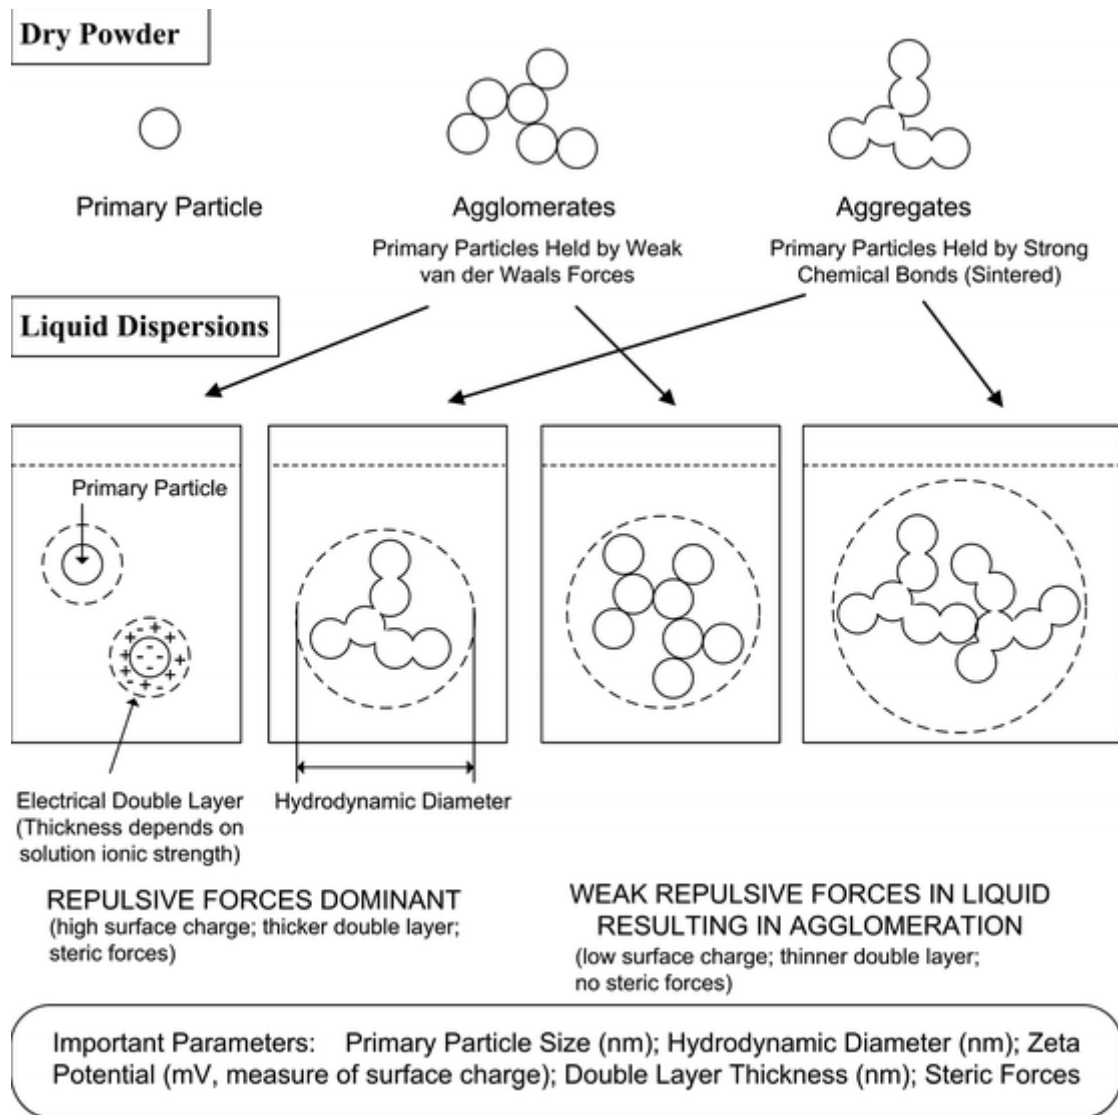 Dry Powder
Primary Particle
Agglomerates
Primary Particles Held by Weak
van der Waals Forces
Aggregates
Primary Particles Held by Strong
Chemical Bonds (Sintered)
Liquid Dispersions
Primary Particle
Electrical Double Layer
(Thickness depends on
solution ionic strength)
Hydrodynamic Diameter
REPULSIVE FORCES DOMINANT
(high surface charge; thicker double layer;
steric forces)
WEAK REPULSIVE FORCES IN LIQUID
RESULTING IN AGGLOMERATION
(low surface charge; thinner double layer;
no steric forces)
Important Parameters: Primary Particle Size (nm); Hydrodynamic Diameter (nm); Zeta
Potential (mV, measure of surface charge); Double Layer Thickness (nm); Steric Forces